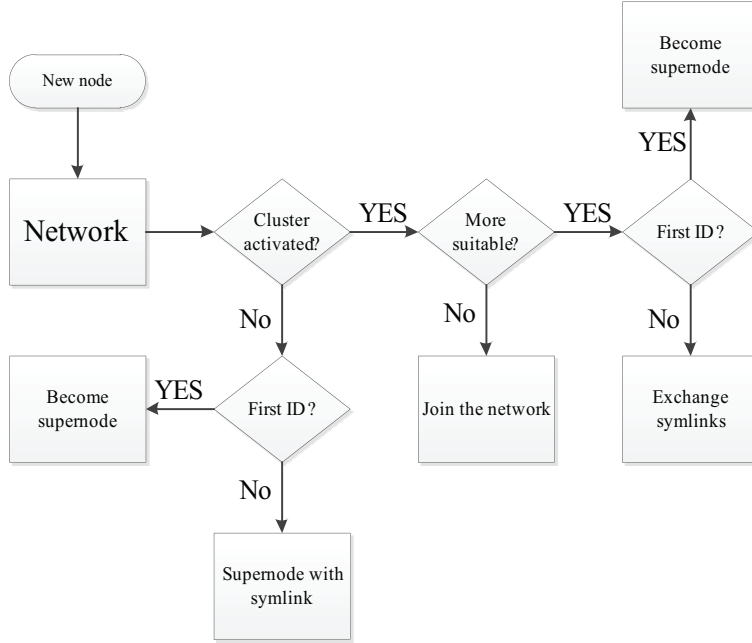 Become
supernode
New node
YES
Network
Cluster
activated?
YES
More
suitable?
YES
First ID?
No
No
No
Become
supernode
YES
First ID?
Join the network
Exchange
symlinks
No
Supernode with
symlink